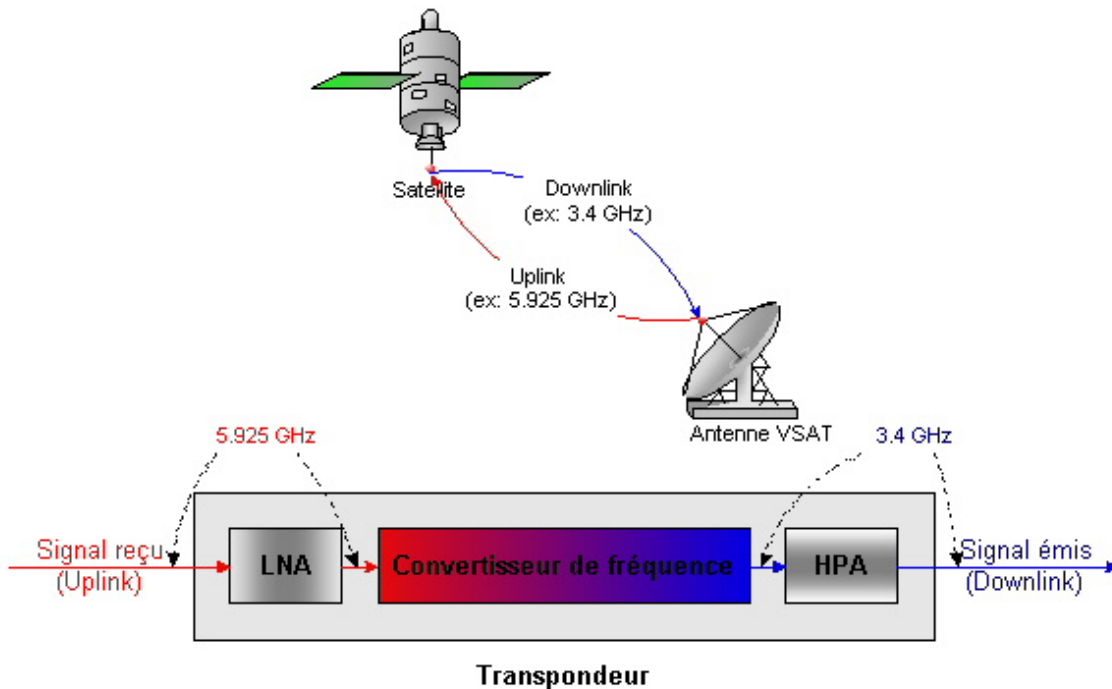 Satellite
Downlink
(ex: 3.4 GHz)
Uplink
(ex: 5.925 GHz)
Antenne VSAT
5.925 GHz
3.4 GHz
Signal reçu
(Uplink)
LNA
Convertisseur de fréquence
HPA
Signal émis
(Downlink)
Transpondeur